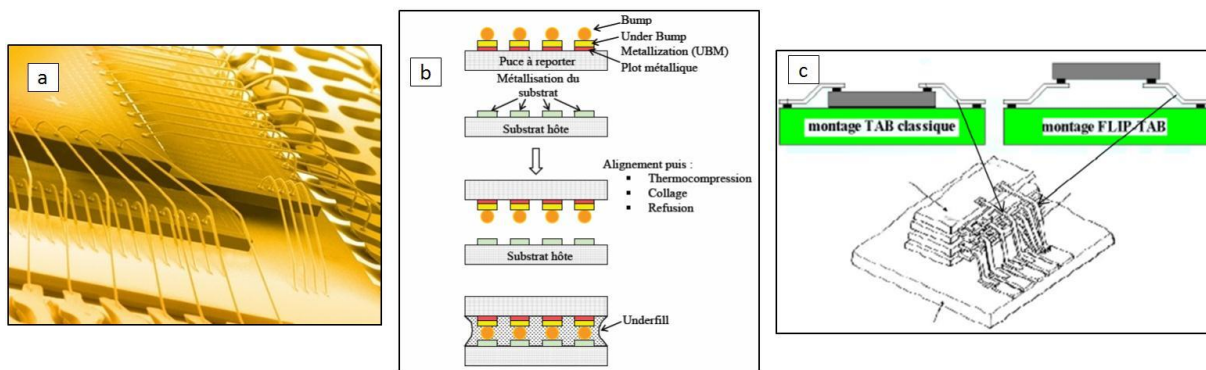 a
b
Bump
Under Bump
Metallization (UBM)
Plot métallique
Puce à reporter
Métallisation du
substrat
Substrat hôte
Alignement puis :
▪ Thermocompression
▪ Collage
▪ Refusion
Substrat hôte
Underfill
c
montage TAB classique
montage FLIP-TAB